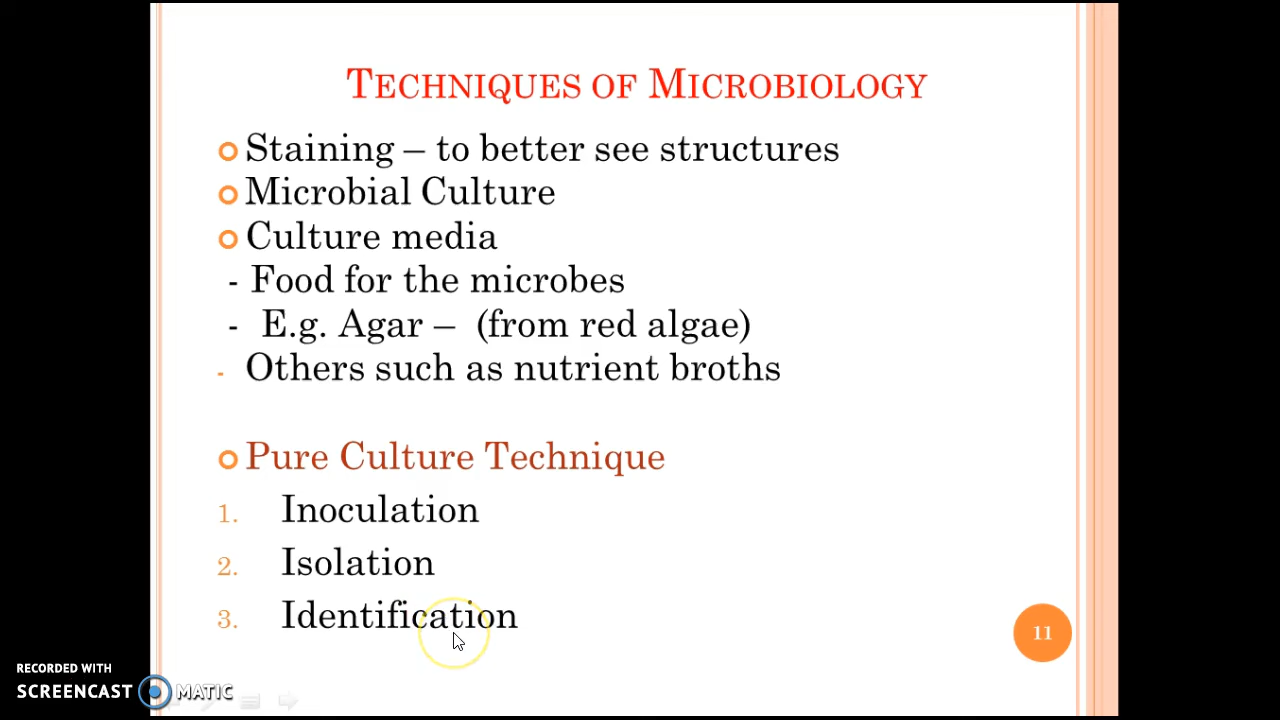 TECHNIQUES OF MICROBIOLOGY
Staining – to better see structures
Microbial Culture
Culture media
- Food for the microbes
- E.g. Agar – (from red algae)
- Others such as nutrient broths
Pure Culture Technique
1. Inoculation
2. Isolation
3. Identification
11
RECORDED WITH
SCREENCAST MATIC